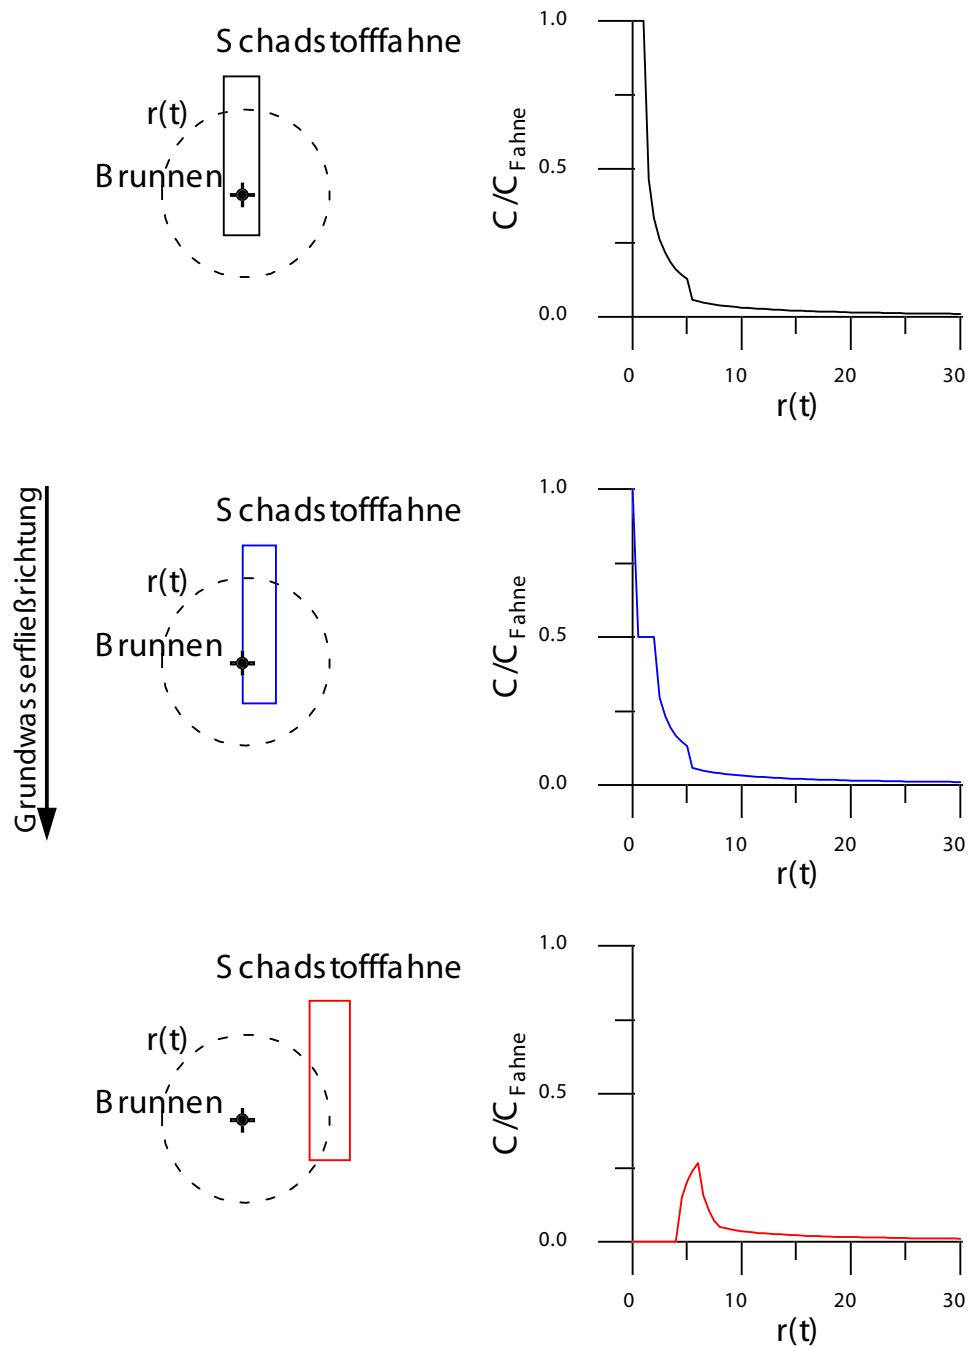 Schadstofffahne
r(t)
Brunnen
1.0
0.5
0.0
C/C Fahne
0 10 20 30
r(t)
Grundwasserfließrichtung
Schadstofffahne
r(t)
Brunnen
1.0
0.5
0.0
C/C Fahne
0 10 20 30
r(t)
Schadstofffahne
r(t)
Brunnen
1.0
0.5
0.0
C/C Fahne
0 10 20 30
r(t)